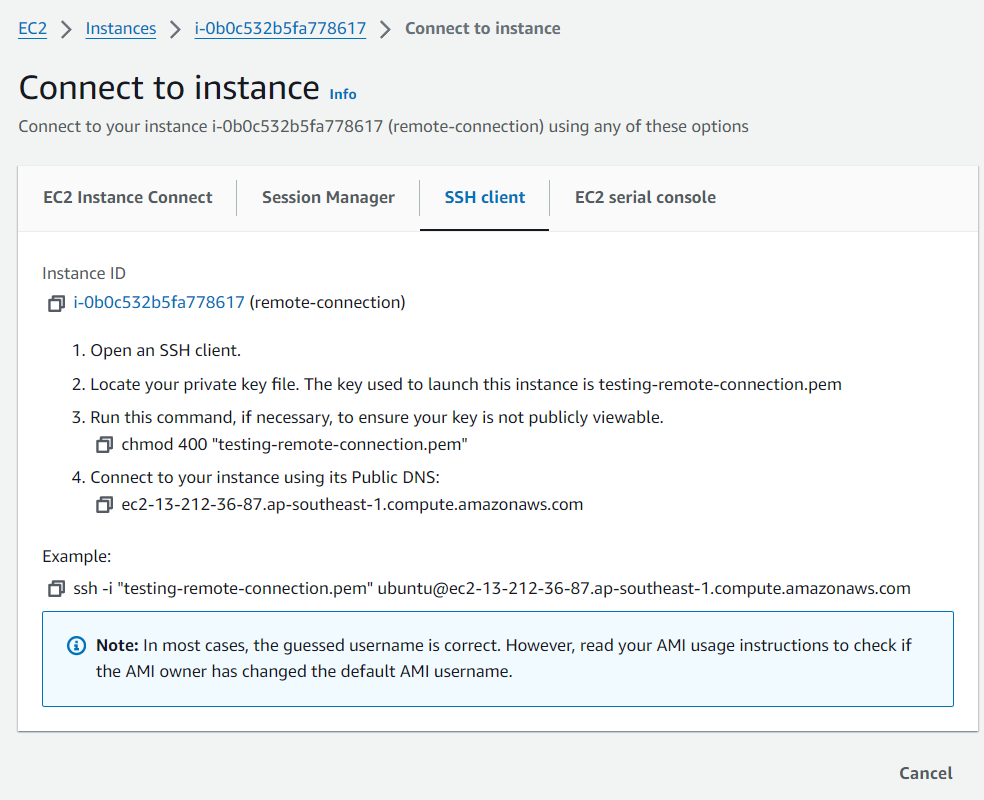 EC2 > Instances > i-0b0c532b5fa778617 > Connect to instance
Connect to instance Info
Connect to your instance i-0b0c532b5fa778617 (remote-connection) using any of these options
EC2 Instance Connect Session Manager SSH client EC2 serial console
Instance ID
i-0b0c532b5fa778617 (remote-connection)
1. Open an SSH client.
2. Locate your private key file. The key used to launch this instance is testing-remote-connection.pem
3. Run this command, if necessary, to ensure your key is not publicly viewable.
chmod 400 "testing-remote-connection.pem"
4. Connect to your instance using its Public DNS:
ec2-13-212-36-87.ap-southeast-1.compute.amazonaws.com
Example:
ssh -i "testing-remote-connection.pem" ubuntu@ec2-13-212-36-87.ap-southeast-1.compute.amazonaws.com
Note: In most cases, the guessed username is correct. However, read your AMI usage instructions to check if
the AMI owner has changed the default AMI username.
Cancel